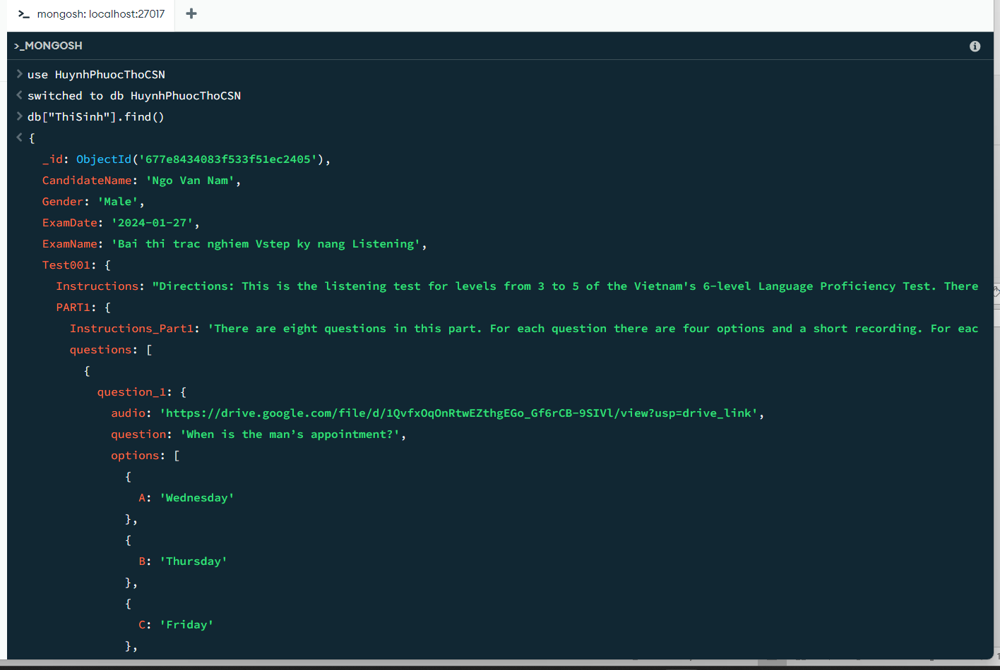 mongosh: localhost:27017 +
>_MONGOSH
> use HuynhPhuocThoCSN
< switched to db HuynhPhuocThoCSN
> db["ThiSinh"].find()
< {
_id: ObjectId('677e8434083f533f51ec2405'),
CandidateName: 'Ngo Van Nam',
Gender: 'Male',
ExamDate: '2024-01-27',
ExamName: 'Bai thi trac nghiem Vstep ky nang Listening',
Test001: {
Instructions: "Directions: This is the listening test for levels from 3 to 5 of the Vietnam's 6-level Language Proficiency Test. There
PART1: {
Instructions_Part1: 'There are eight questions in this part. For each question there are four options and a short recording. For eac
questions: [
{
question_1: {
audio: 'https://drive.google.com/file/d/1QvfxOqOnRtwEZthgEGo_Gf6rCB-9SIVl/view?usp=drive_link',
question: 'When is the man’s appointment?',
options: [
{
A: 'Wednesday'
},
{
B: 'Thursday'
},
{
C: 'Friday'
},